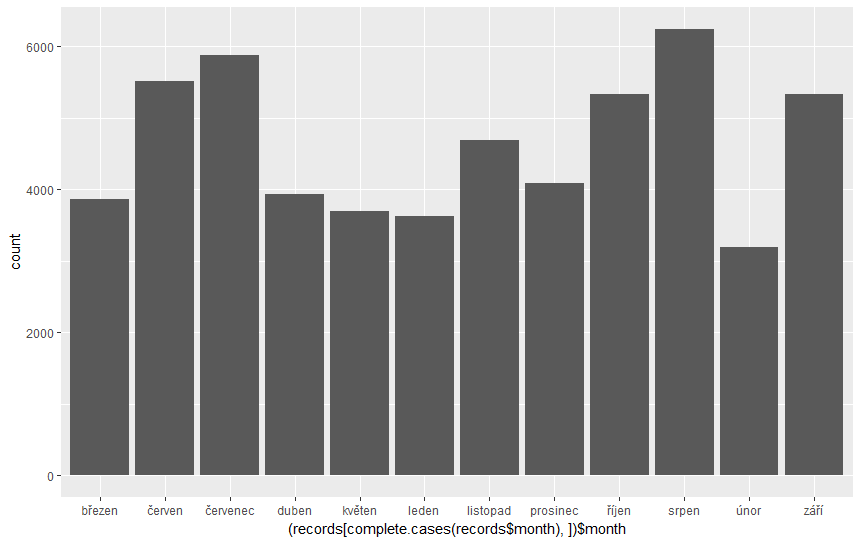 6000
4000
2000
0
count
březen červen červenec duben květen leden listopad prosinec říjen srpen únor září
(records[complete.cases(records$month), ])$month